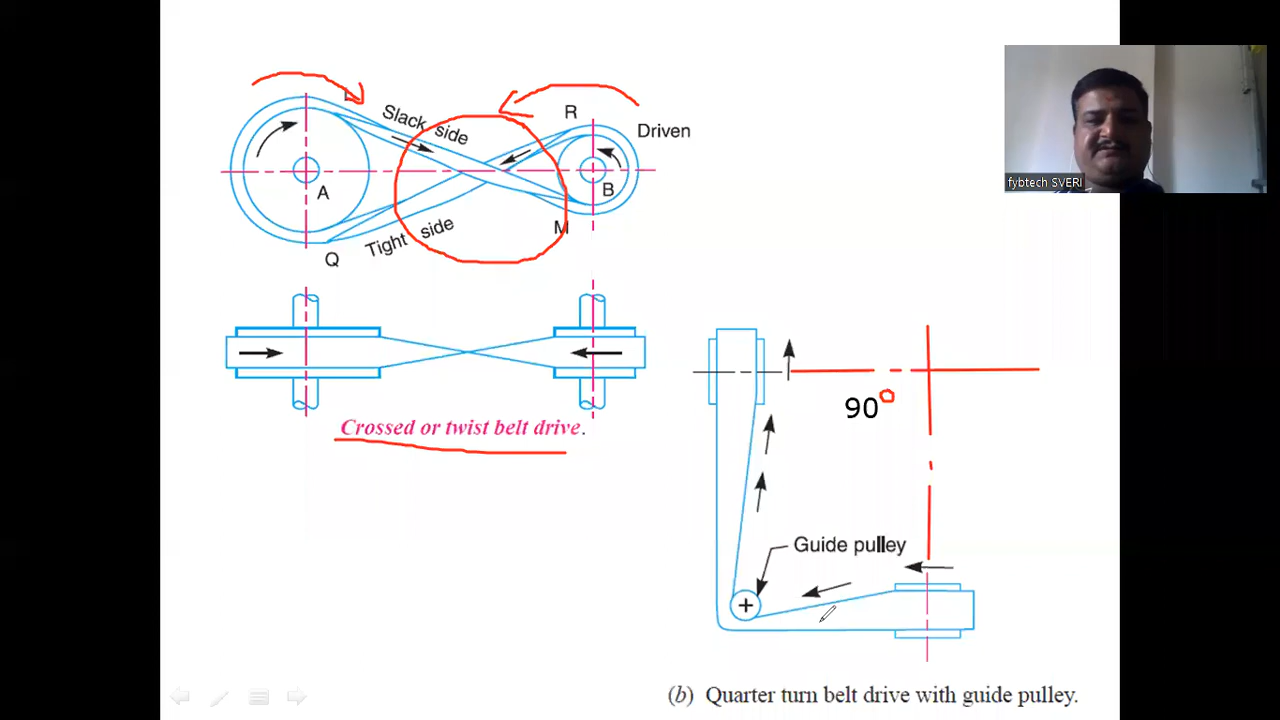 L
Slack side
R
Driven
A
B
M
Tight side
Q
fybtech SVERI
Crossed or twist belt drive.
90°
Guide pulley
+
(b) Quarter turn belt drive with guide pulley.